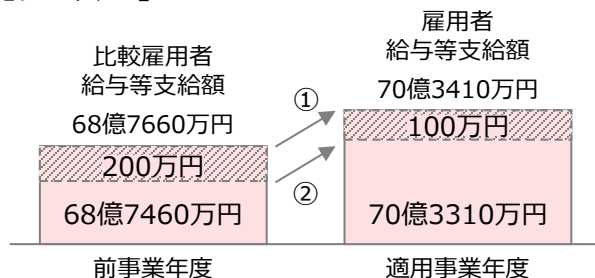 比較雇用者
給与等支給額
68億7660万円
200万円
68億7460万円
前事業年度
①
②
雇用者
給与等支給額
70億3410万円
100万円
70億3310万円
適用事業年度